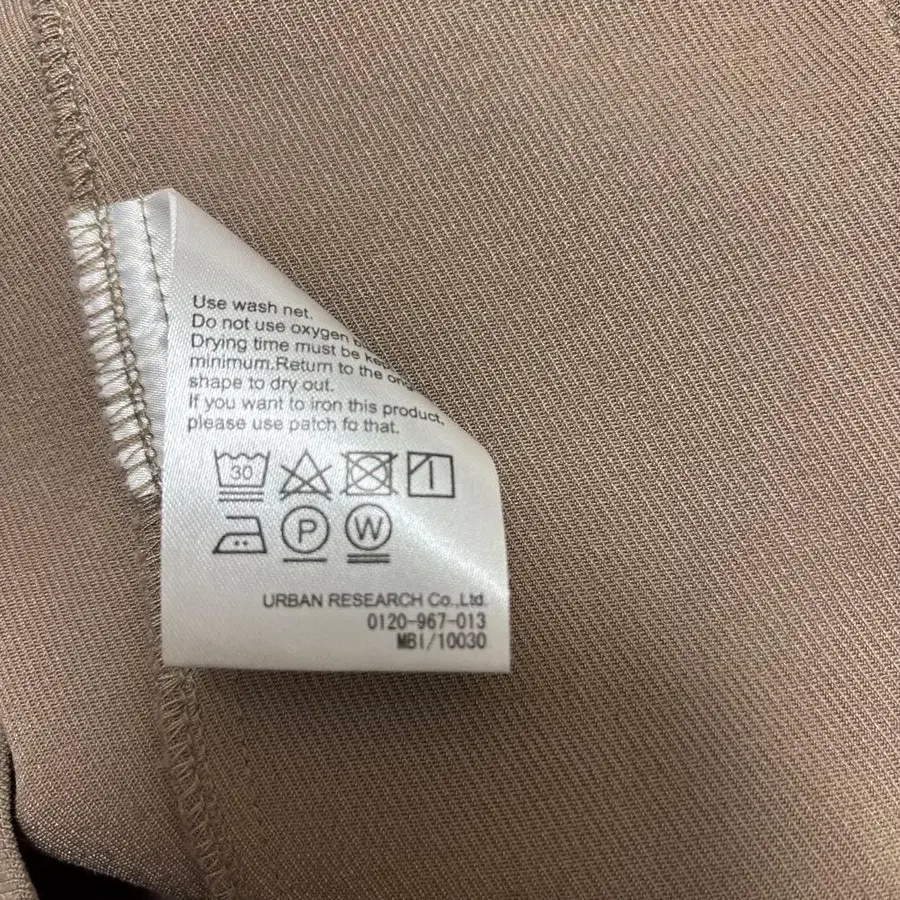 Use wash net.
Do not use oxygen
Drying time must be
minimum.Return to the
shape to dry out.
If you want to iron this product,
please use patch fo that.
30
P
W
URBAN RESEARCH Co.,Ltd.
0120-967-013
MB1/10030